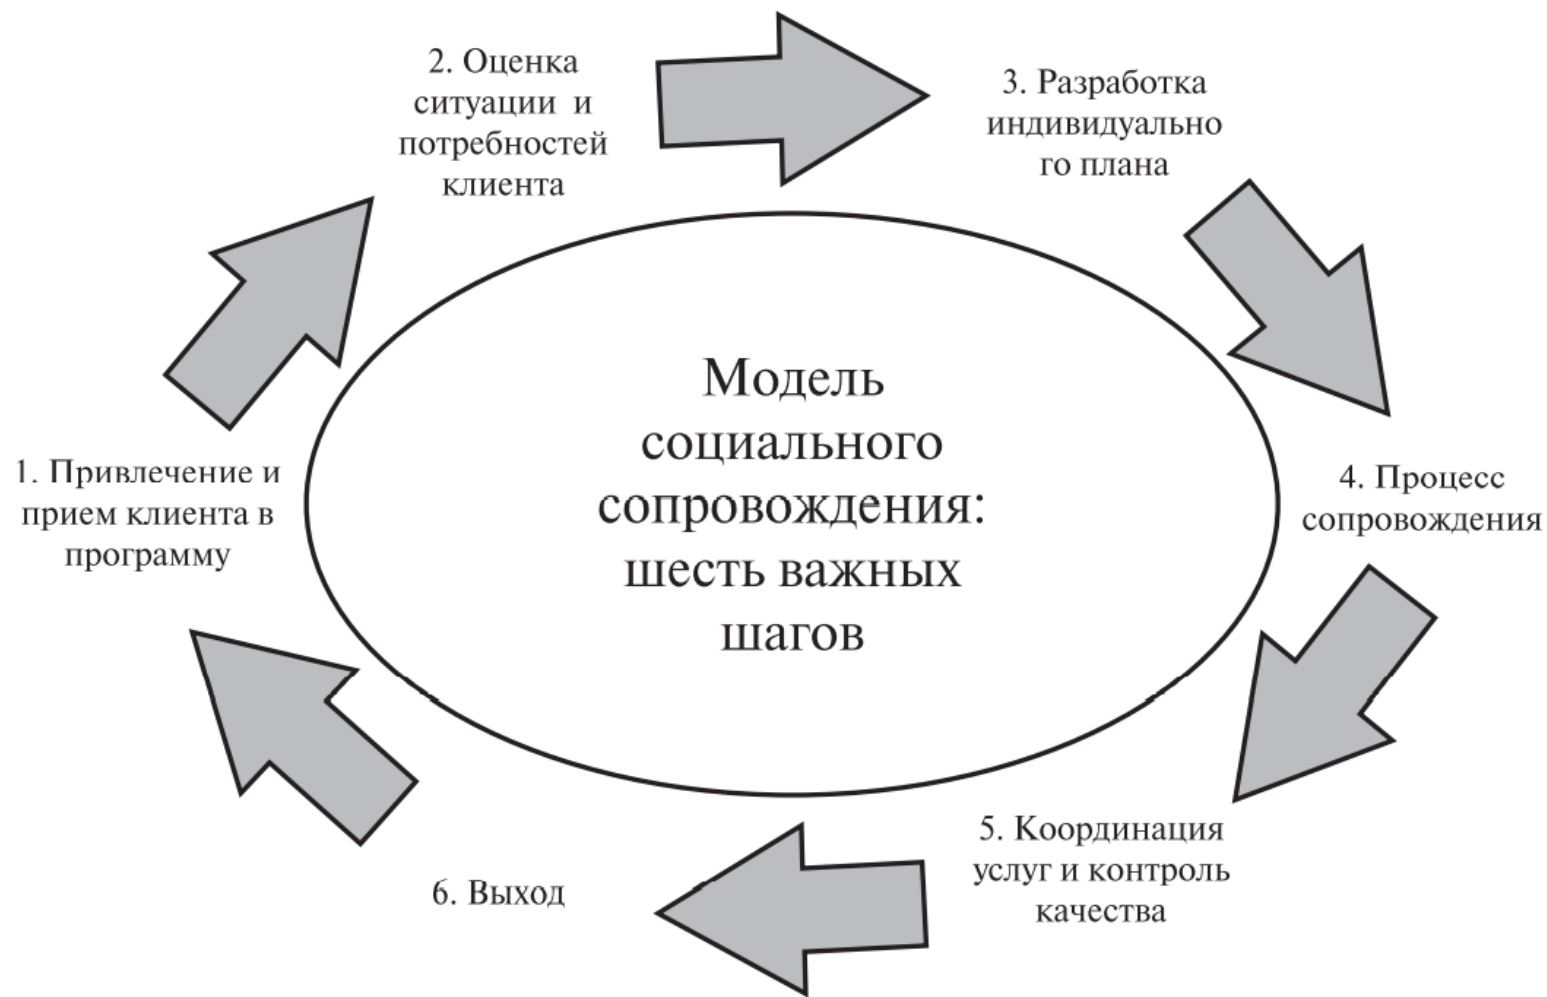 2. Оценка
ситуации и
потребностей
клиента
3. Разработка
индивидуально
го плана
Модель
социального
сопровождения:
шесть важных
шагов
1. Привлечение и
прием клиента в
программу
4. Процесс
сопровождения
5. Координация
услуг и контроль
качества
6. Выход